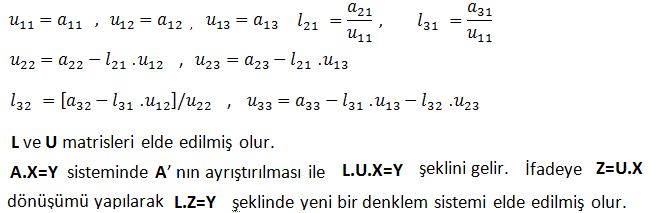 u₁₁ = a₁₁ , u₁₂ = a₁₂ , u₁₃ = a₁₃ l₂₁ = a₂₁/u₁₁ , l₃₁ = a₃₁/u₁₁
u₂₂ = a₂₂ − l₂₁ .u₁₂ , u₂₃ = a₂₃ − l₂₁ .u₁₃
l₃₂ = [a₃₂ − l₃₁ .u₁₂]/u₂₂ , u₃₃ = a₃₃ − l₃₁ .u₁₃ − l₃₂ .u₂₃
L ve U matrisleri elde edilmiş olur.
A.X=Y sisteminde A’ nın ayrıştırılması ile L.U.X=Y şeklini gelir. İfadeye Z=U.X
dönüşümü yapılarak L.Z=Y şeklinde yeni bir denklem sistemi elde edilmiş olur.